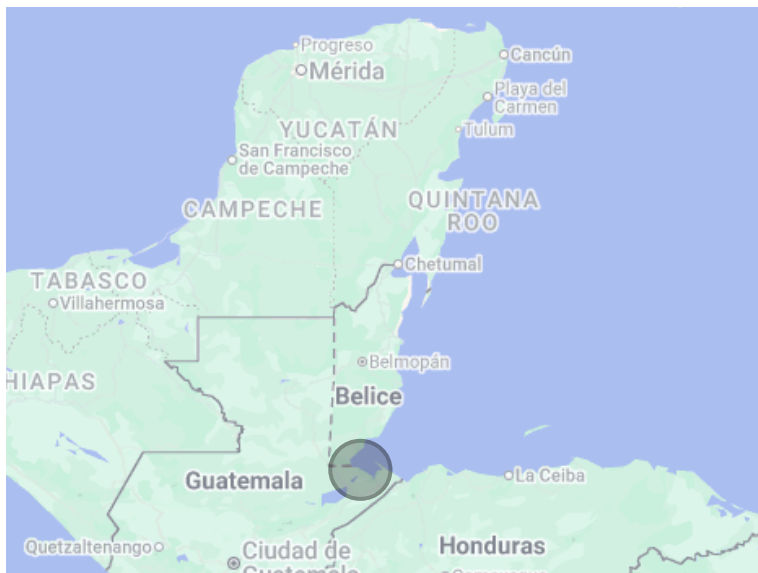 Progreso
Mérida
Cancún
Playa del
Carmen
YUCATÁN
Tulum
San Francisco
de Campeche
CAMPECHE
QUINTANA
ROO
Chetumal
TABASCO
Villahermosa
Belmopán
HIAPAS
Belice
Guatemala
La Ceiba
Quetzaltenango
Ciudad de
Guatemala
Honduras